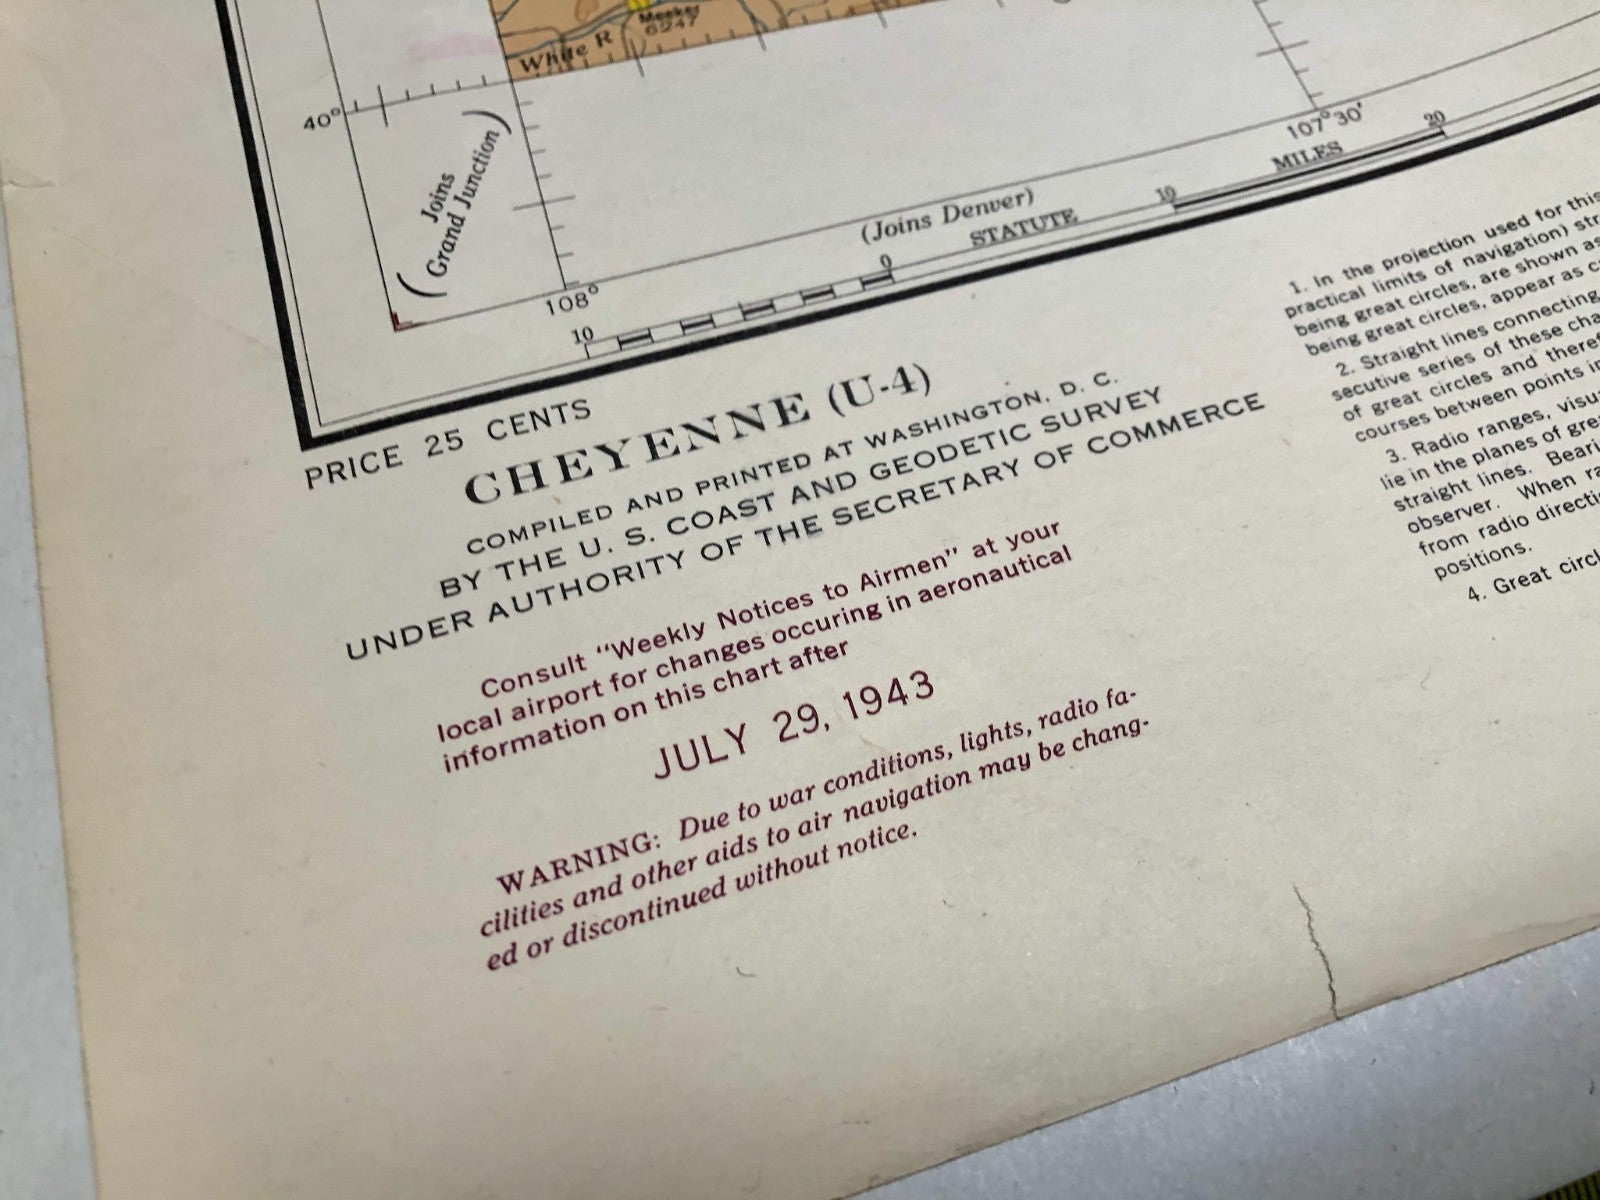 Meeker
6247
White R
40°
(Joins
Grand Junction)
107°30'
20
MILES
10
(Joins Denver)
STATUTE
0
108°
10
PRICE 25 CENTS
CHEYENNE (U-4)
COMPILED AND PRINTED AT WASHINGTON, D. C.
BY THE U. S. COAST AND GEODETIC SURVEY
UNDER AUTHORITY OF THE SECRETARY OF COMMERCE
Consult "Weekly Notices to Airmen" at your
local airport for changes occuring in aeronautical
information on this chart after
JULY 29, 1943
WARNING: Due to war conditions, lights, radio fa-
cilities and other aids to air navigation may be chang-
ed or discontinued without notice.
1. In the projection used for this
practical limits of navigation) str
being great circles, are shown as
being great circles, appear as c
2. Straight lines connecting
secutive series of these cha
of great circles and theref
courses between points in
3. Radio ranges, visu
lie in the planes of grea
straight lines. Beari
observer. When ra
from radio directi
positions.
4. Great circl